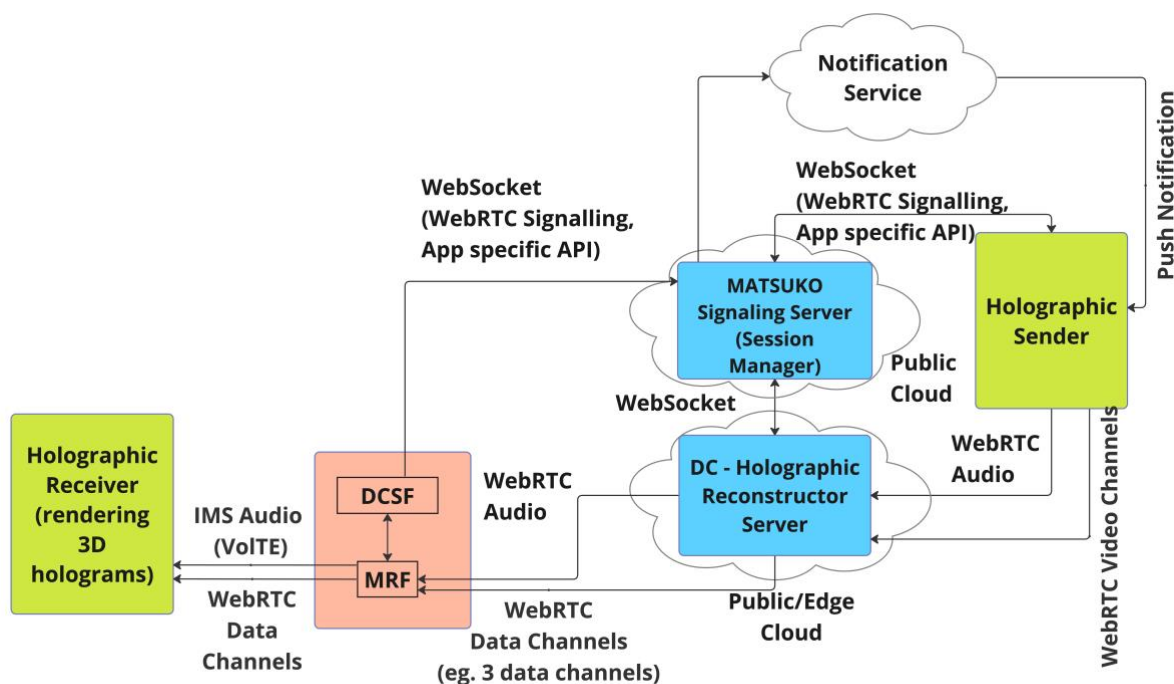 Notification
Service
Push Notification
WebSocket
(WebRTC Signalling,
App specific API)
WebSocket
(WebRTC Signalling,
App specific API)
MATSUKO
Signaling Server
(Session
Manager)
Public
Cloud
Holographic
Sender
WebSocket
Holographic
Receiver
(rendering
3D
holograms)
DCSF
MRF
IMS Audio
(VolTE)
WebRTC
Data
Channels
WebRTC
Audio
DC - Holographic
Reconstructor
Server
WebRTC
Audio
WebRTC Video Channels
WebRTC
Data Channels
(eg. 3 data channels)
Public/Edge
Cloud